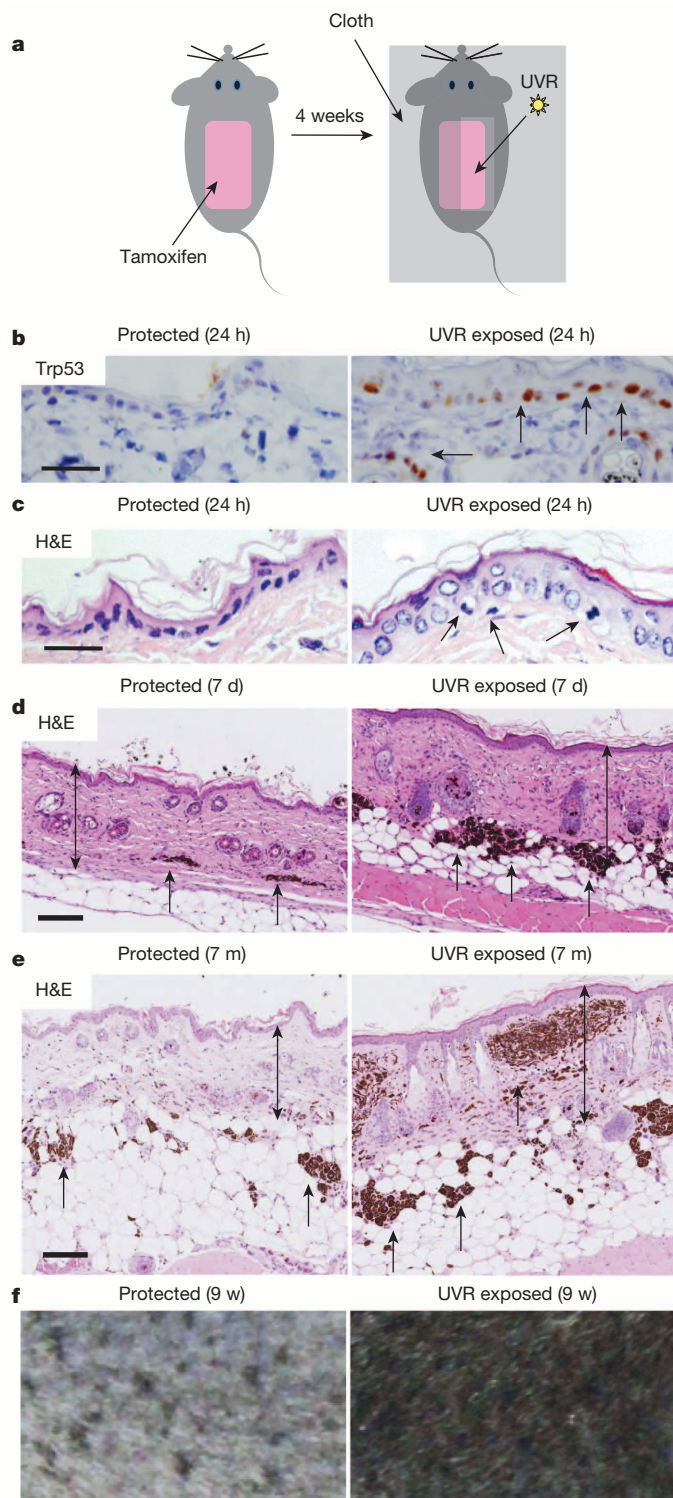 a
Cloth
UVR
4 weeks
Tamoxifen
b
Protected (24 h)
UVR exposed (24 h)
Trp53
c
Protected (24 h)
UVR exposed (24 h)
H&E
Protected (7 d)
UVR exposed (7 d)
d
H&E
Protected (7 m)
UVR exposed (7 m)
e
H&E
f
Protected (9 w)
UVR exposed (9 w)